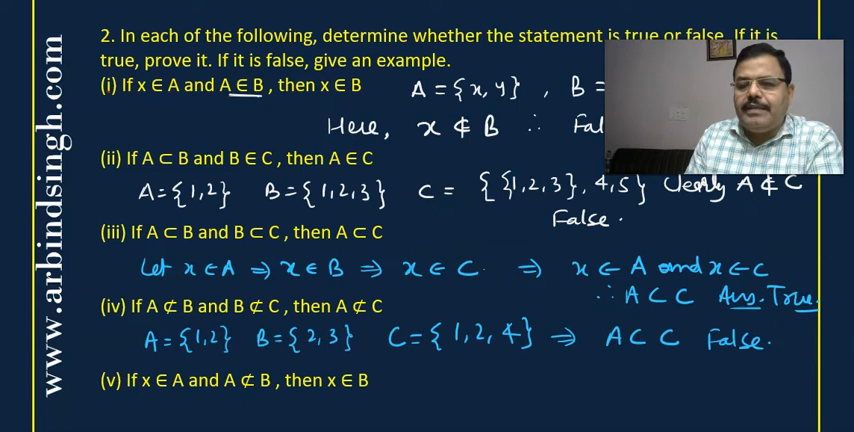 www.arbindsingh.com
2. In each of the following, determine whether the statement is true or false. If it is
true, prove it. If it is false, give an example.
(i) If x ∈ A and A ∈ B , then x ∈ B A = {x, y} , B =
Here, x ∉ B ∴ Fal
(ii) If A ⊂ B and B ∈ C , then A ∈ C
A = {1,2} B = {1,2,3} C = {{1,2,3}, 4,5} Clearly A ∉ C
False.
(iii) If A ⊂ B and B ⊂ C , then A ⊂ C
Let x ∈ A ⇒ x ∈ B ⇒ x ∈ C. ⇒ x ∈ A and x ∈ C
∴ A ⊂ C Ans. True.
(iv) If A ⊄ B and B ⊄ C, then A ⊄ C
A = {1,2} B = {2,3} C = {1,2,4} ⇒ A ⊂ C False.
(v) If x ∈ A and A ⊄ B, then x ∈ B